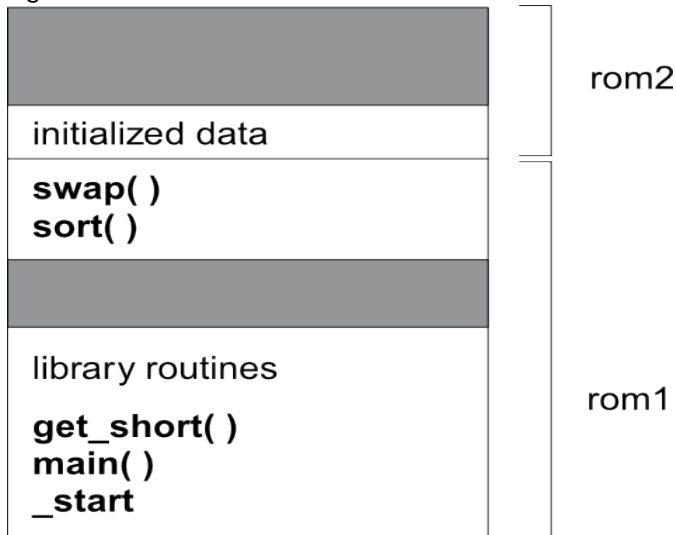 rom2
initialized data
swap( )
sort( )
library routines
rom1
get_short( )
main( )
_start